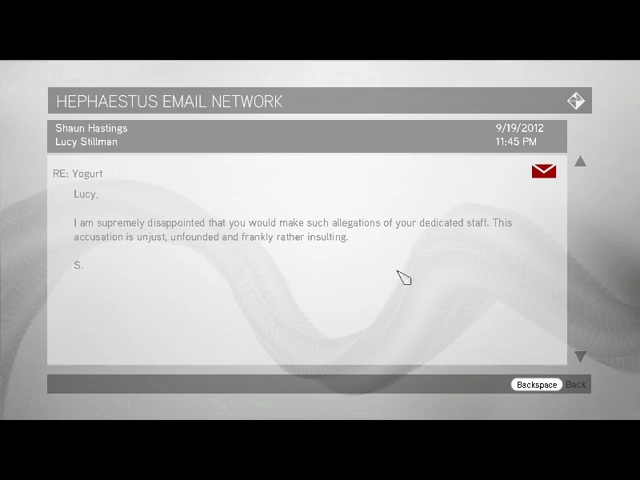 HEPHAESTUS EMAIL NETWORK
Shaun Hastings 9/19/2012
Lucy Stillman 11:45 PM
RE: Yogurt
Lucy,
I am supremely disappointed that you would make such allegations of your dedicated staff. This
accusation is unjust, unfounded and frankly rather insulting.
S.
Backspace Back